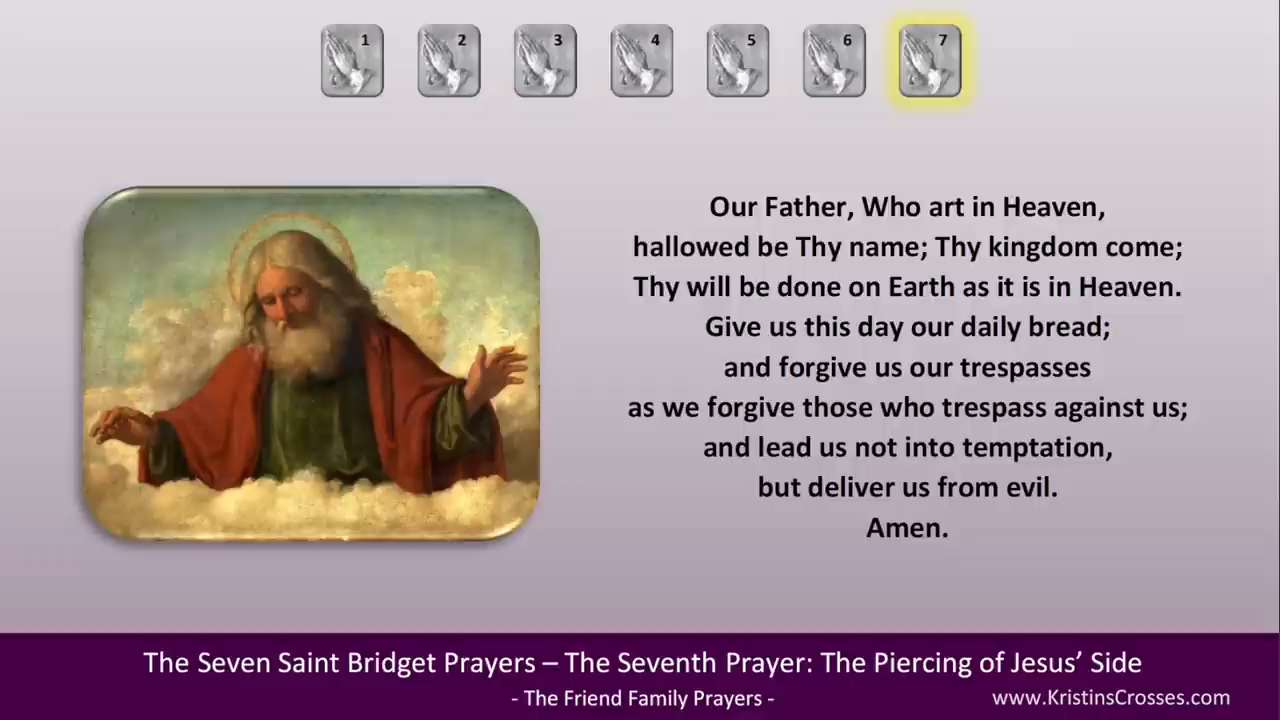 1 2 3 4 5 6 7
Our Father, Who art in Heaven,
hallowed be Thy name; Thy kingdom come;
Thy will be done on Earth as it is in Heaven.
Give us this day our daily bread;
and forgive us our trespasses
as we forgive those who trespass against us;
and lead us not into temptation,
but deliver us from evil.
Amen.
The Seven Saint Bridget Prayers – The Seventh Prayer: The Piercing of Jesus’ Side
- The Friend Family Prayers -
www.KristinsCrosses.com